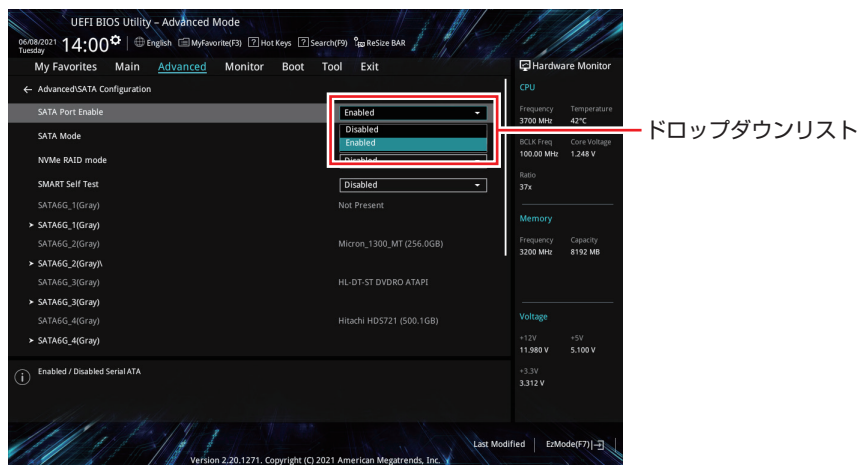 UEFI BIOS Utility – Advanced Mode
06/08/2021 Tuesday 14:00 English MyFavorite(F3) ? Hot Keys ? Search(F9) ReSize BAR
My Favorites Main Advanced Monitor Boot Tool Exit
Hardware Monitor
← Advanced\SATA Configuration
CPU
SATA Port Enable Enabled
Disabled
Enabled
ドロップダウンリスト
Frequency Temperature
3700 MHz 42°C
SATA Mode
BCLK Freq Core Voltage
100.00 MHz 1.248 V
NVMe RAID mode Disabled
Ratio
37x
SMART Self Test Disabled
SATA6G_1(Gray) Not Present
> SATA6G_1(Gray)
Memory
SATA6G_2(Gray) Micron_1300_MT (256.0GB)
Frequency Capacity
3200 MHz 8192 MB
> SATA6G_2(Gray)\
SATA6G_3(Gray) HL-DT-ST DVDRO ATAPI
> SATA6G_3(Gray)
SATA6G_4(Gray) Hitachi HDS721 (500.1GB)
> SATA6G_4(Gray)
Voltage
+12V +5V
11.980 V 5.100 V
+3.3V
3.312 V
i Enabled / Disabled Serial ATA
Last Modified EzMode(F7)
Version 2.20.1271. Copyright (C) 2021 American Megatrends, Inc.